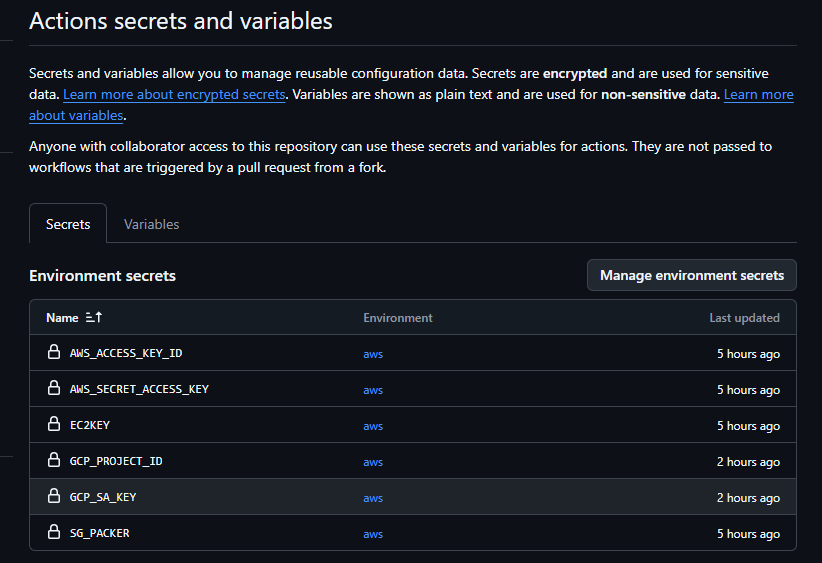 Actions secrets and variables
Secrets and variables allow you to manage reusable configuration data. Secrets are encrypted and are used for sensitive
data. Learn more about encrypted secrets. Variables are shown as plain text and are used for non-sensitive data. Learn more
about variables.
Anyone with collaborator access to this repository can use these secrets and variables for actions. They are not passed to
workflows that are triggered by a pull request from a fork.
Secrets Variables
Environment secrets Manage environment secrets
Name Environment Last updated
AWS_ACCESS_KEY_ID aws 5 hours ago
AWS_SECRET_ACCESS_KEY aws 5 hours ago
EC2KEY aws 5 hours ago
GCP_PROJECT_ID aws 2 hours ago
GCP_SA_KEY aws 2 hours ago
SG_PACKER aws 5 hours ago